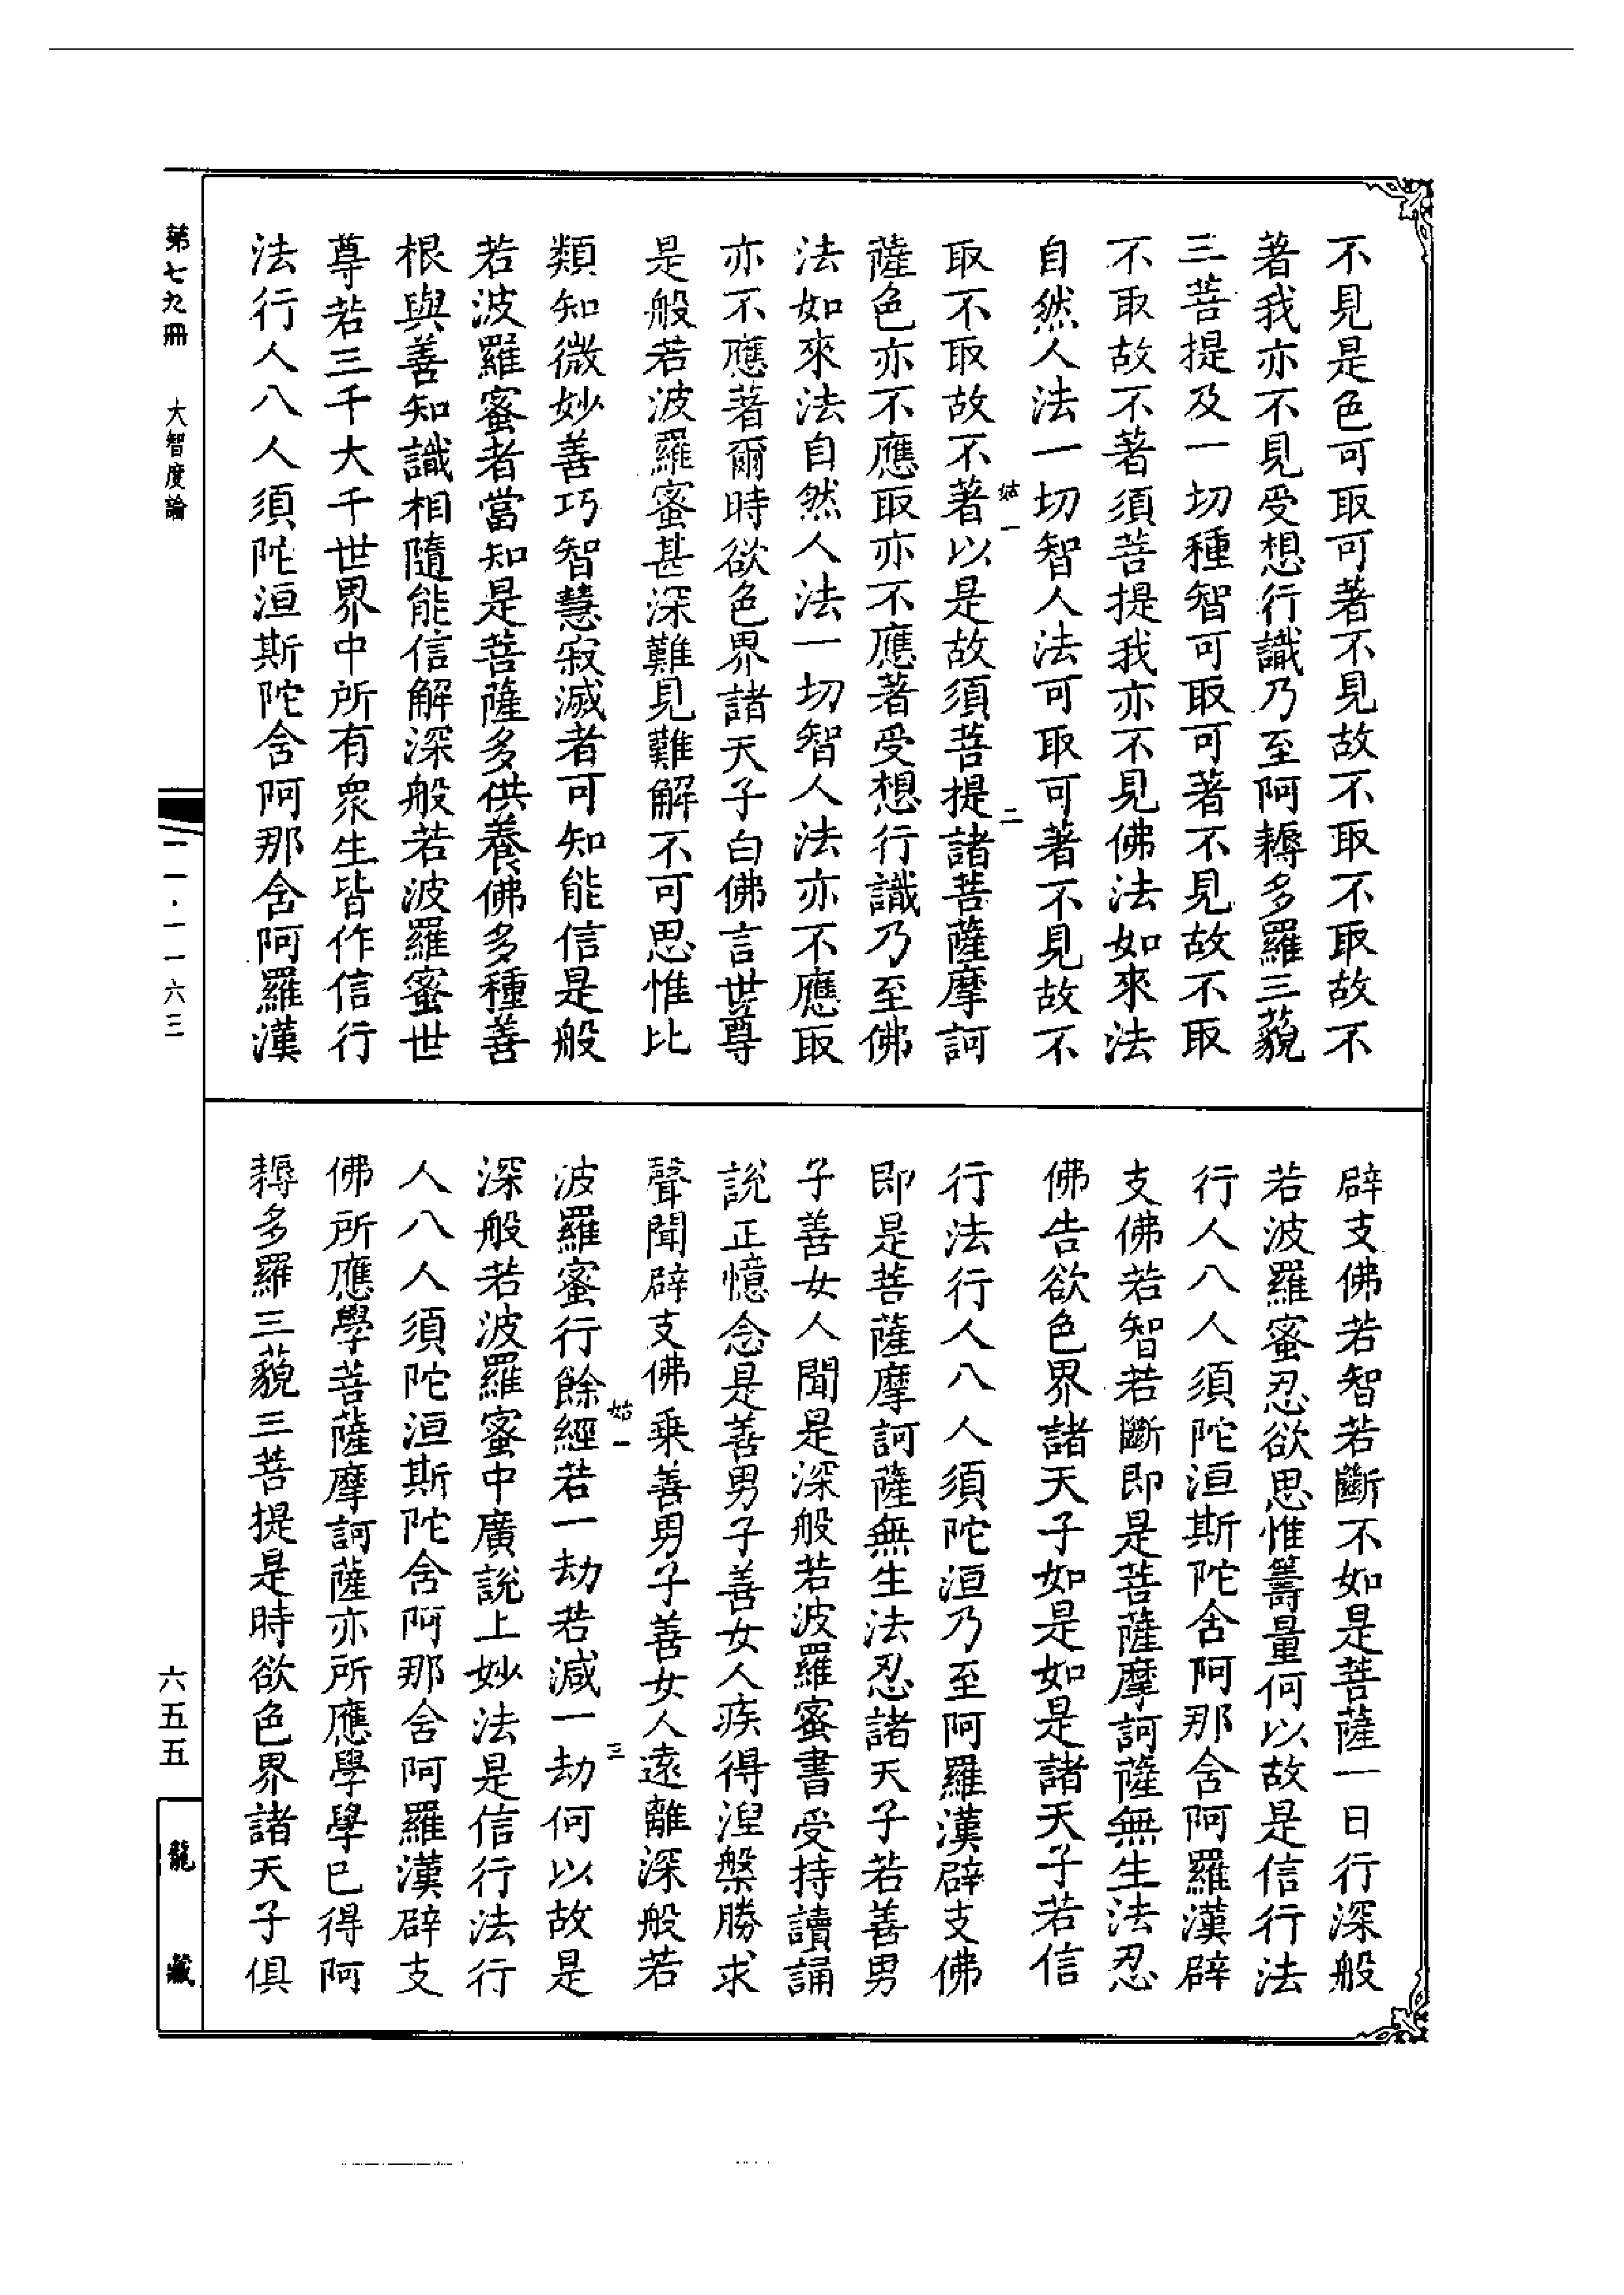 不見是色可取可著不見故不取不取故不
著我亦不見受想行識乃至阿耨多羅三藐
三菩提及一切種智可取可著不見故不取
不取故不著須菩提我亦不見佛法如來法
自然人法一切智人法可取可著不見故不
姑一 二
取不取故不著以是故須菩提諸菩薩摩訶
薩色亦不應取亦不應著受想行識乃至佛
法如來法自然人法一切智人法亦不應取
亦不應著爾時欲色界諸天子白佛言世尊
是般若波羅蜜甚深難見難解不可思惟比
類知微妙善巧智慧寂滅者可知能信是般
若波羅蜜者當知是菩薩多供養佛多種善
根與善知識相隨能信解深般若波羅蜜世
尊若三千大千世界中所有眾生皆作信行
法行人八人須陀洹斯陀含阿那含阿羅漢
辟支佛若智若斷不如是菩薩一日行深般
若波羅蜜忍欲思惟籌量何以故是信行法
行人八人須陀洹斯陀含阿那含阿羅漢辟
支佛若智若斷即是菩薩摩訶薩無生法忍
佛告欲色界諸天子如是如是諸天子若信
行法行人八人須陀洹乃至阿羅漢辟支佛
即是菩薩摩訶薩無生法忍諸天子若善男
子善女人聞是深般若波羅蜜書受持讀誦
說正憶念是善男子善女人疾得涅槃勝求
聲聞辟支佛乘善男子善女人遠離深般若
姑一 三
波羅蜜行餘經若一劫若減一劫何以故是
深般若波羅蜜中廣說上妙法是信行法行
人八人須陀洹斯陀含阿那含阿羅漢辟支
佛所應學菩薩摩訶薩亦所應學學已得阿
耨多羅三藐三菩提是時欲色界諸天子俱
第七九冊 大智度論 一一·一一六三 六五五 龍藏